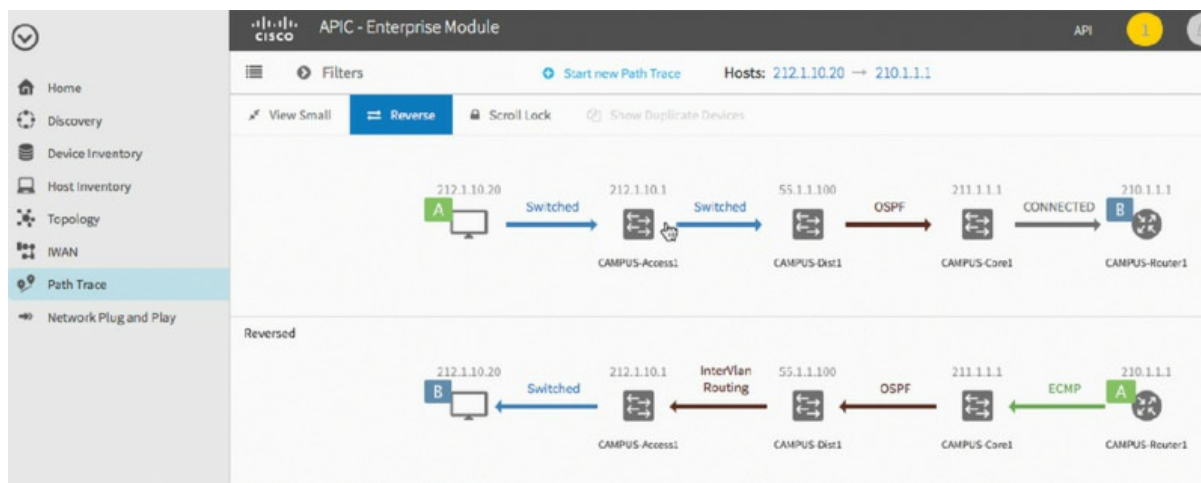 CISCO APIC - Enterprise Module API 1
Filters Start new Path Trace Hosts: 212.1.10.20 → 210.1.1.1
View Small Reverse Scroll Lock Show Duplicate Devices
Home
Discovery
Device Inventory
Host Inventory
Topology
IWAN
Path Trace
Network Plug and Play
212.1.10.20 212.1.10.1 55.1.1.100 211.1.1.1 210.1.1.1
A Switched Switched OSPF CONNECTED B
CAMPUS-Access1 CAMPUS-Dist1 CAMPUS-Core1 CAMPUS-Router1
Reversed
212.1.10.20 212.1.10.1 InterVlan 55.1.1.100 211.1.1.1 210.1.1.1
B Switched Routing OSPF ECMP A
CAMPUS-Access1 CAMPUS-Dist1 CAMPUS-Core1 CAMPUS-Router1